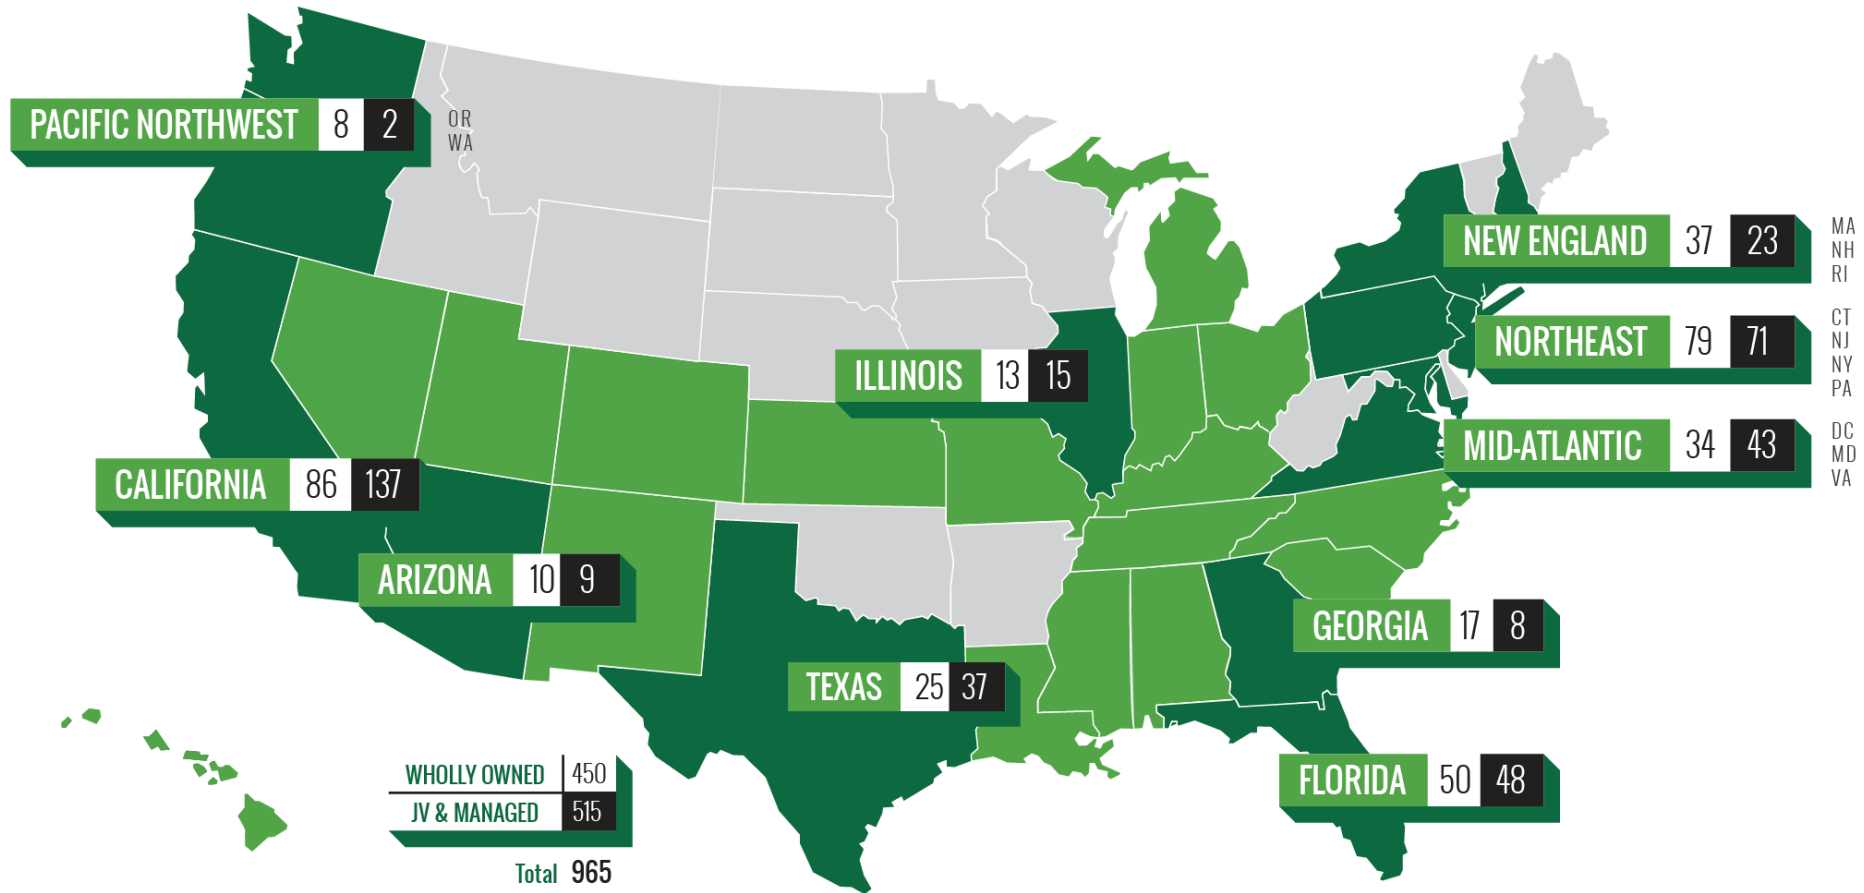 PACIFIC NORTHWEST 8 2
OR
WA
NEW ENGLAND 37 23
MA
NH
RI
NORTHEAST 79 71
CT
NJ
NY
PA
ILLINOIS 13 15
MID-ATLANTIC 34 43
DC
MD
VA
CALIFORNIA 86 137
ARIZONA 10 9
GEORGIA 17 8
TEXAS 25 37
FLORIDA 50 48
WHOLLY OWNED 450
JV & MANAGED 515
Total 965